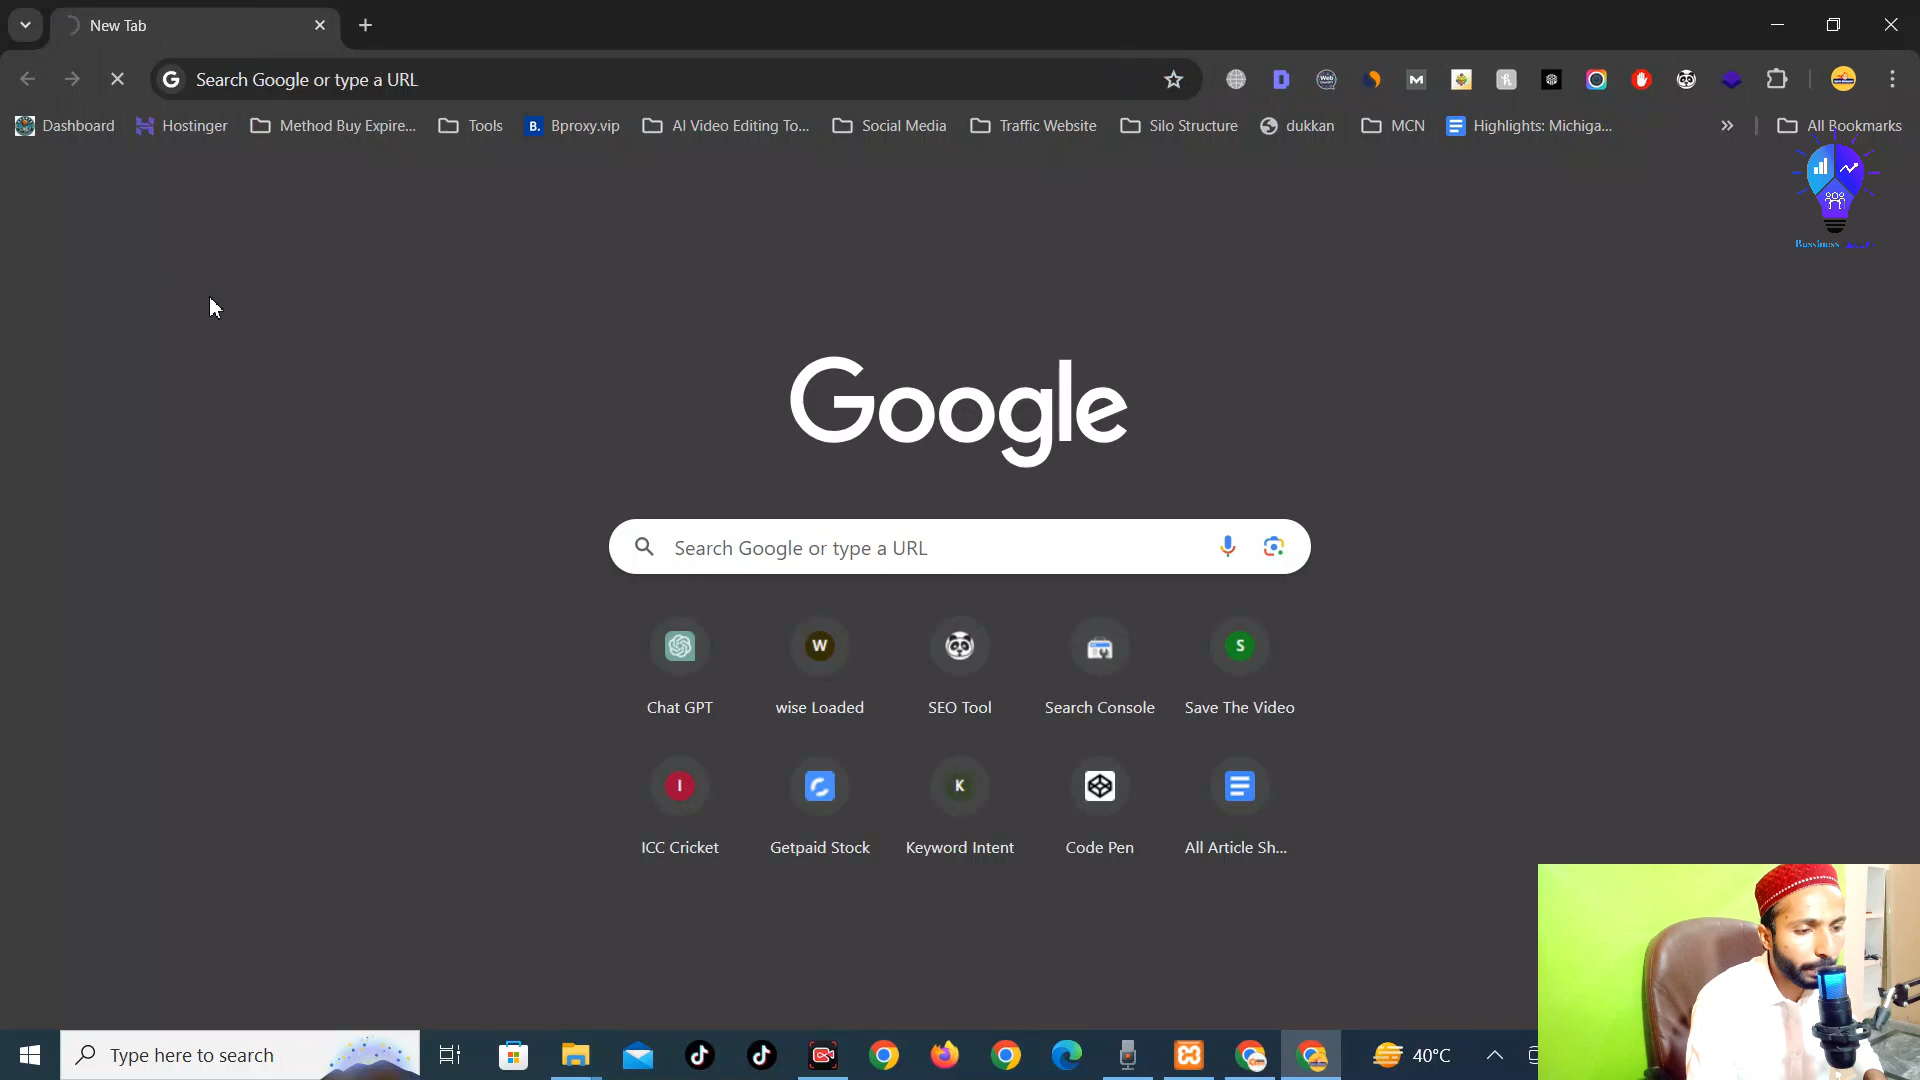 New Tab
Search Google or type a URL
Dashboard Hostinger Method Buy Expire... Tools B. Bproxy.vip AI Video Editing To... Social Media Traffic Website Silo Structure dukkan MCN Highlights: Michiga... » All Bookmarks
Bussiness
Google
Search Google or type a URL
W S
Chat GPT wise Loaded SEO Tool Search Console Save The Video
I K
ICC Cricket Getpaid Stock Keyword Intent Code Pen All Article Sh...
Type here to search 40°C